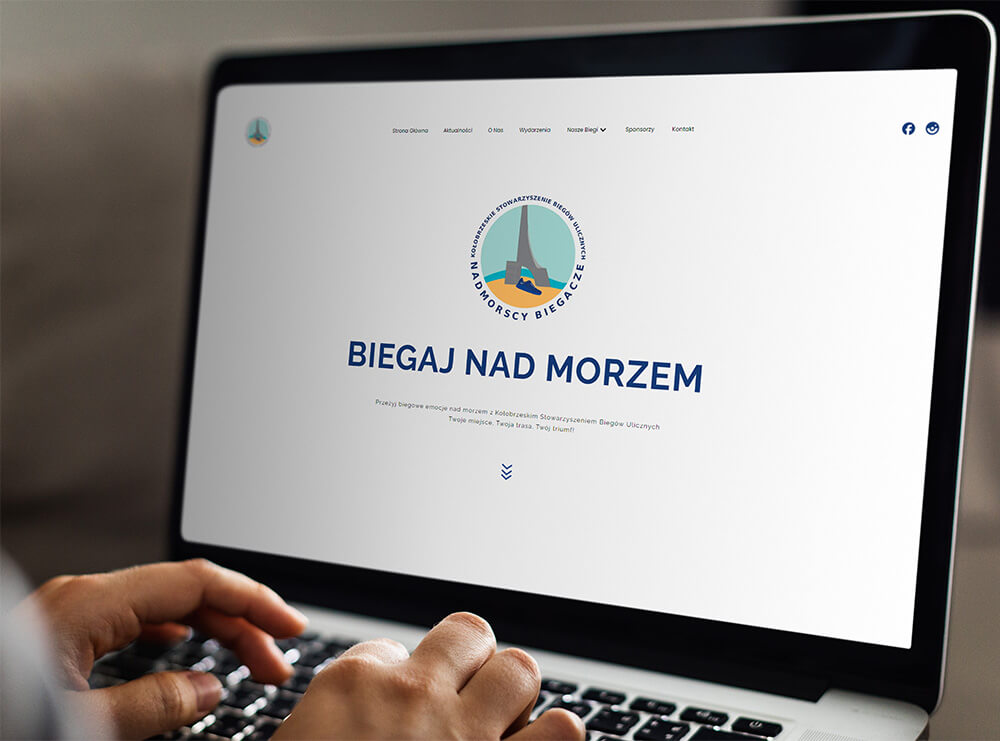 Strona Główna Aktualności O Nas Wydarzenia Nasze Biegi Sponsorzy Kontakt
KOŁOBRZESKIE STOWARZYSZENIE BIEGÓW ULICZNYCH
NADMORSCY BIEGACZE
BIEGAJ NAD MORZEM
Przeżyj biegowe emocje nad morzem z Kołobrzeskim Stowarzyszeniem Biegów Ulicznych
Twoje miejsce, Twoja trasa, Twój triumf!